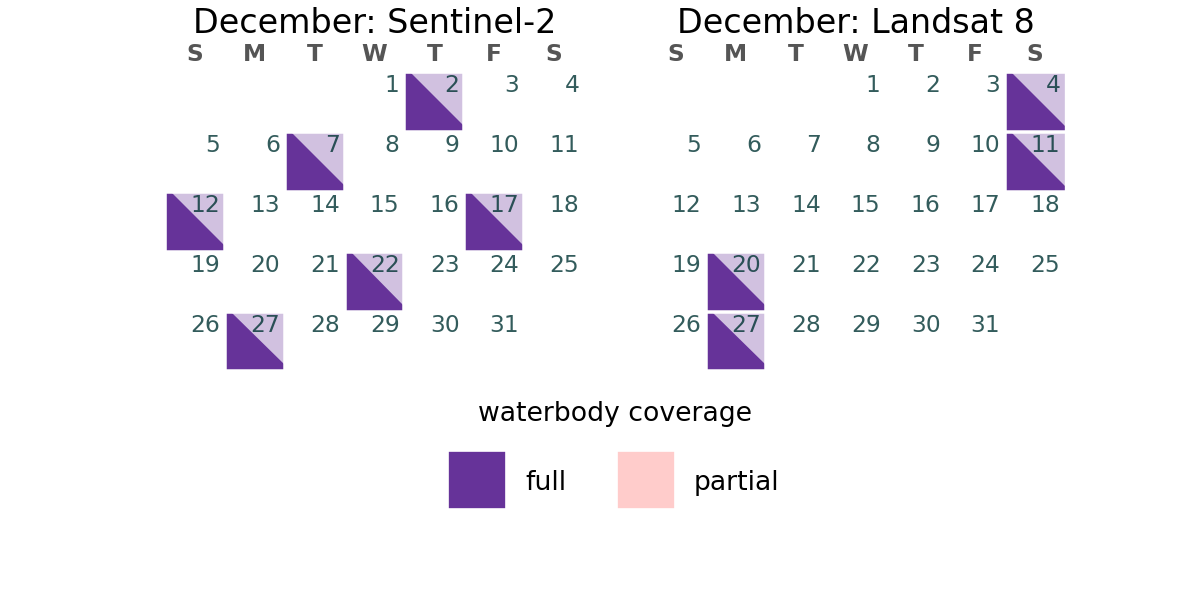 December: Sentinel-2
S M T W T F S
1 2 3 4
5 6 7 8 9 10 11
12 13 14 15 16 17 18
19 20 21 22 23 24 25
26 27 28 29 30 31
December: Landsat 8
S M T W T F S
1 2 3 4
5 6 7 8 9 10 11
12 13 14 15 16 17 18
19 20 21 22 23 24 25
26 27 28 29 30 31
waterbody coverage
full partial